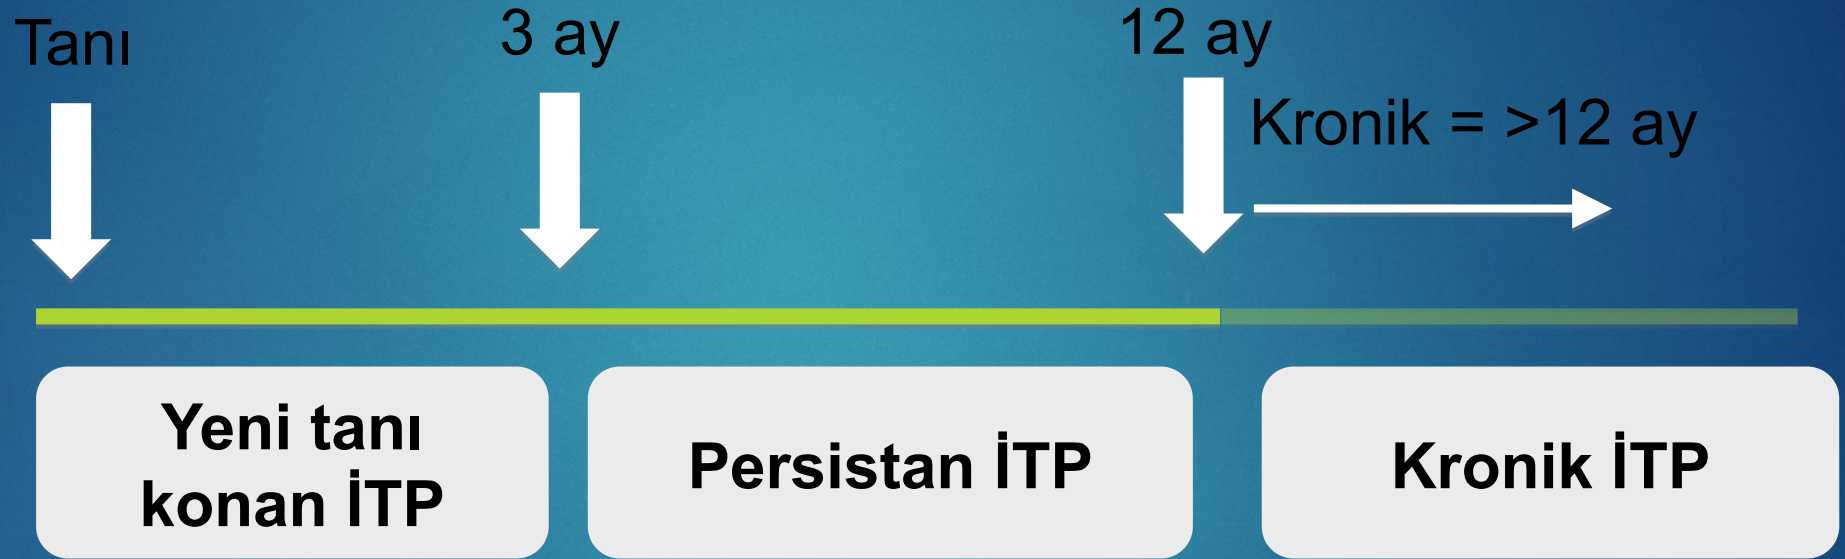 Tanı
3 ay
12 ay
Kronik = >12 ay
Yeni tanı
konan İTP
Persistan İTP
Kronik İTP